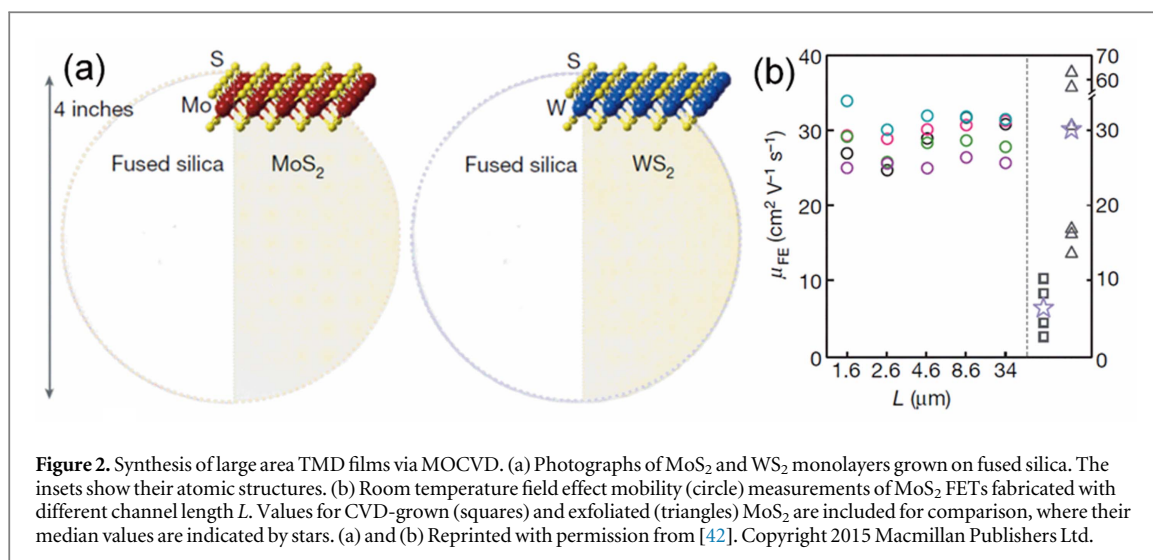 (a)
S
Mo
4 inches
Fused silica
MoS₂
S
W
Fused silica
WS₂
(b)
40
30
20
10
0
μFE (cm² V⁻¹ s⁻¹)
1.6 2.6 4.6 8.6 34
L (μm)
70
60
30
20
10
0
Figure 2. Synthesis of large area TMD films via MOCVD. (a) Photographs of MoS₂ and WS₂ monolayers grown on fused silica. The
insets show their atomic structures. (b) Room temperature field effect mobility (circle) measurements of MoS₂ FETs fabricated with
different channel length L. Values for CVD-grown (squares) and exfoliated (triangles) MoS₂ are included for comparison, where their
median values are indicated by stars. (a) and (b) Reprinted with permission from [42]. Copyright 2015 Macmillan Publishers Ltd.